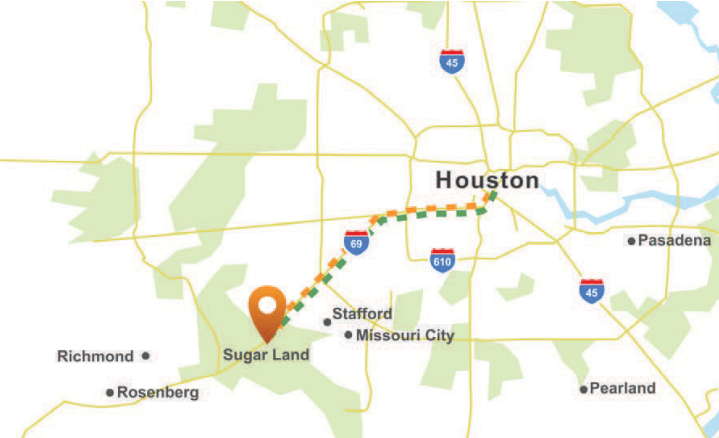 45
Houston
69
Pasadena
610
45
Stafford
Missouri City
Sugar Land
Richmond
Rosenberg
Pearland